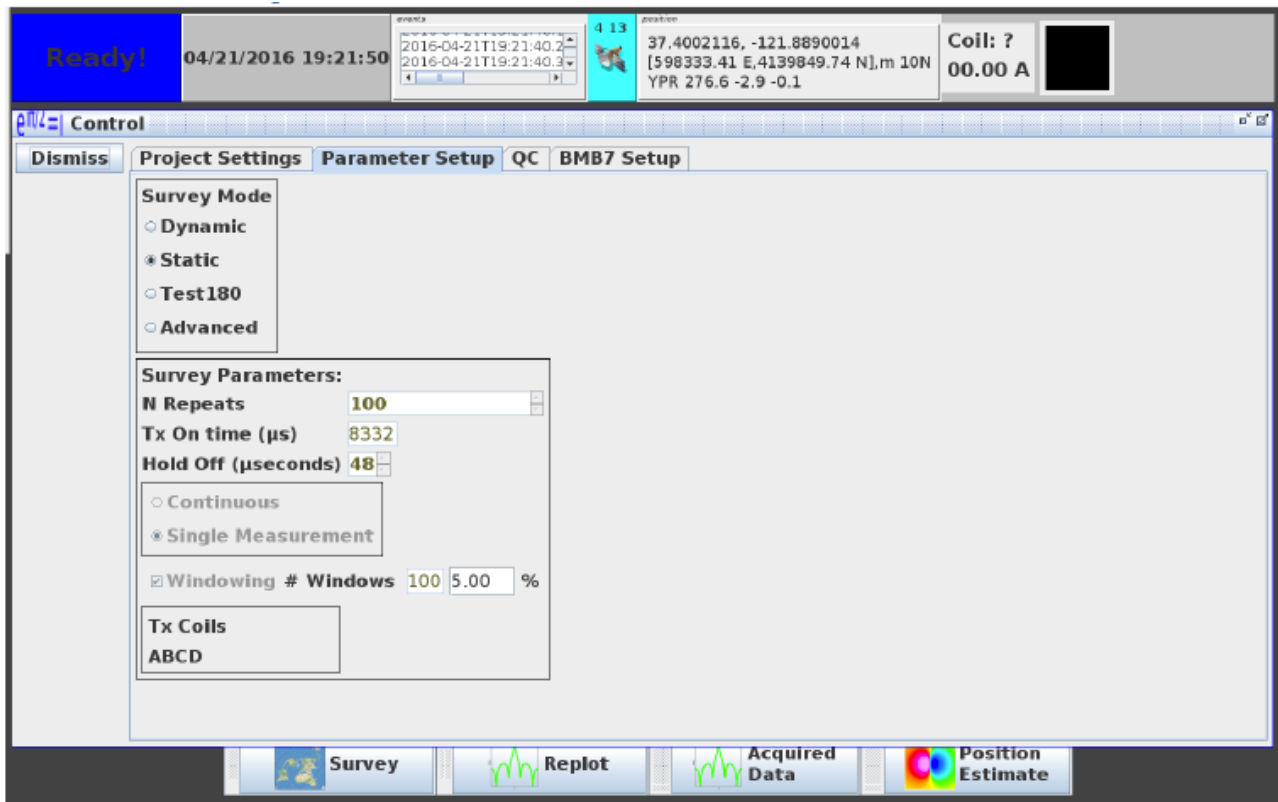 Ready!
04/21/2016 19:21:50
events
2016-04-21T19:21:40.2
2016-04-21T19:21:40.3
4 13
position
37.4002116, -121.8890014
[598333.41 E,4139849.74 N],m 10N
YPR 276.6 -2.9 -0.1
Coil: ?
00.00 A
Control
Dismiss
Project Settings Parameter Setup QC BMB7 Setup
Survey Mode
Dynamic
Static
Test180
Advanced
Survey Parameters:
N Repeats 100
Tx On time (µs) 8332
Hold Off (µseconds) 48
Continuous
Single Measurement
Windowing # Windows 100 5.00 %
Tx Coils
ABCD
Survey
Replot
Acquired
Data
Position
Estimate